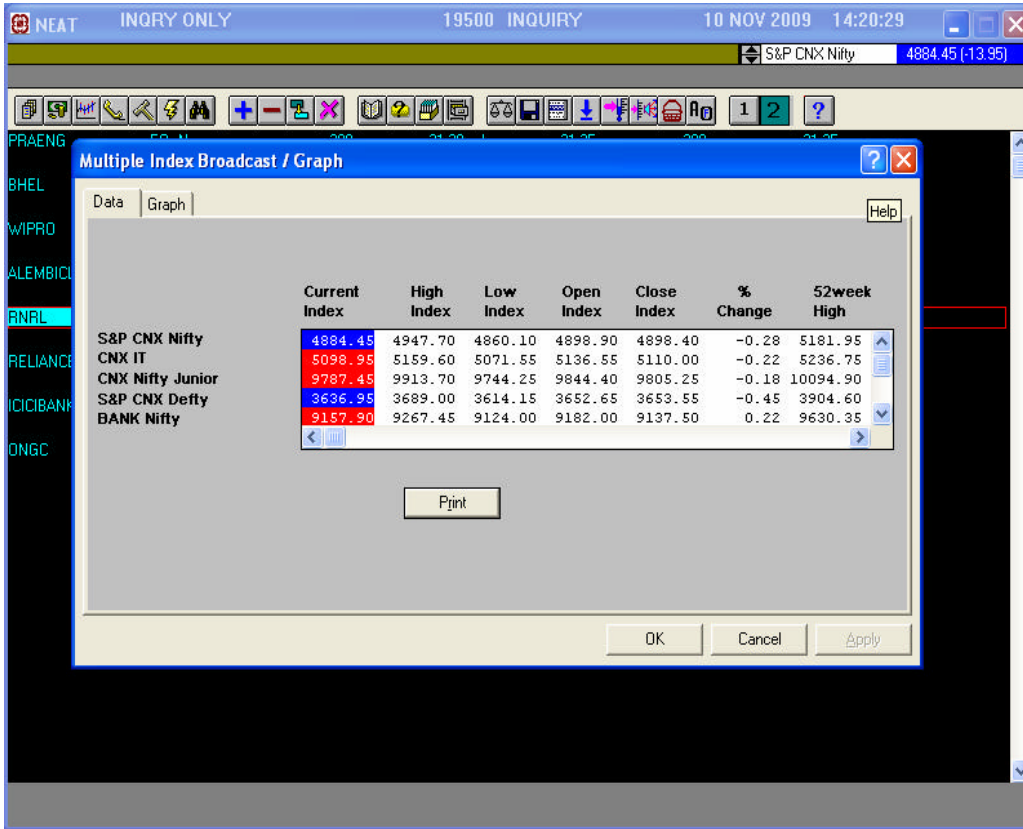 NEAT INQRY ONLY 19500 INQUIRY 10 NOV 2009 14:20:29
S&P CNX Nifty 4884.45 (-13.95)
1 2 ?
PRAENG
Multiple Index Broadcast / Graph
BHEL
Data Graph
Help
WIPRO
ALEMBICL
Current High Low Open Close % 52week
Index Index Index Index Index Change High
RNRL
S&P CNX Nifty 4884.45 4947.70 4860.10 4898.90 4898.40 -0.28 5181.95
CNX IT 5098.95 5159.60 5071.55 5136.55 5110.00 -0.22 5236.75
RELIANCE
CNX Nifty Junior 9787.45 9913.70 9744.25 9844.40 9805.25 -0.18 10094.90
S&P CNX Defty 3636.95 3689.00 3614.15 3652.65 3653.55 -0.45 3904.60
ICICIBANK
BANK Nifty 9157.90 9267.45 9124.00 9182.00 9137.50 0.22 9630.35
ONGC
Print
OK Cancel Apply